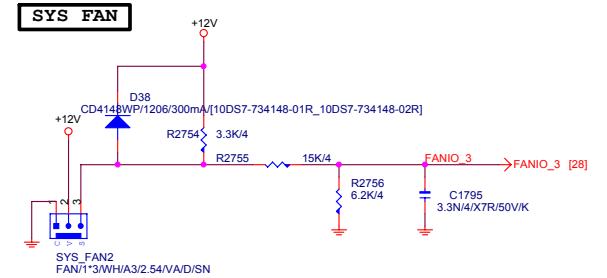 SYS FAN
+12V
D38
CD4148WP/1206/300mA/[10DS7-734148-01R_10DS7-734148-02R]
+12V
R2754
3.3K/4
R2755
15K/4
FANIO_3
FANIO_3 [28]
R2756
6.2K/4
C1795
3.3N/4/X7R/50V/K
1
2
3
C
V
S
SYS_FAN2
FAN/1*3/WH/A3/2.54/VA/D/SN